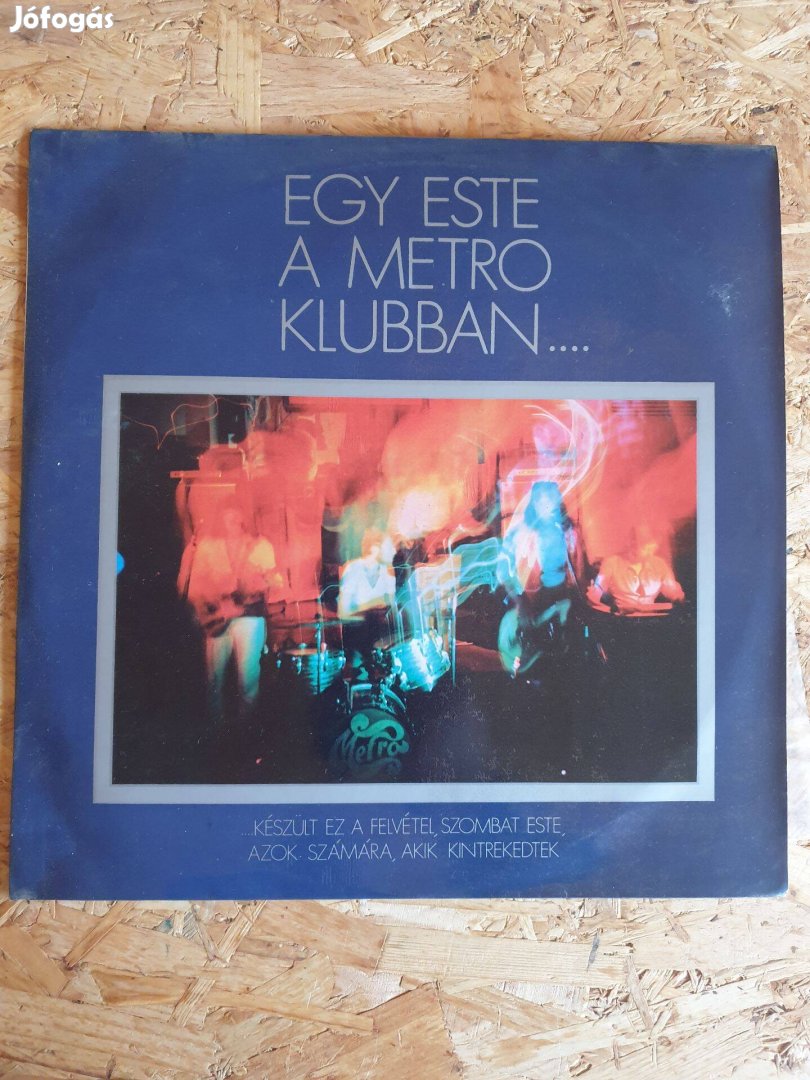 Jófogás
EGY ESTE
A METRO
KLUBBAN....
Metro
...KÉSZÜLT EZ A FELVÉTEL, SZOMBAT ESTE,
AZOK SZÁMÁRA, AKIK KINTREKEDTEK